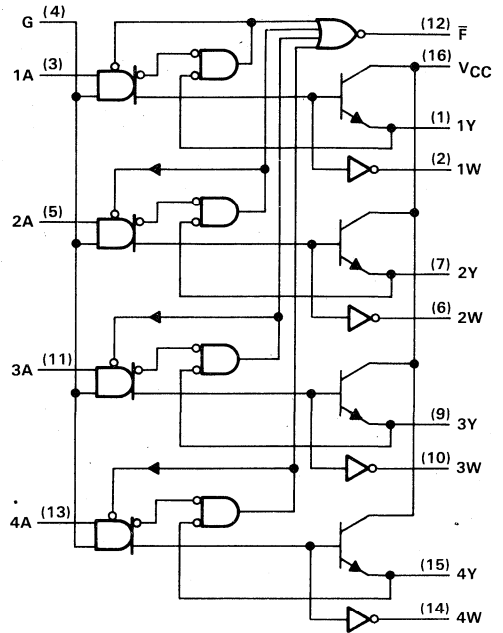 G (4)
(12) F̅
1A (3)
(16) VCC
(1) 1Y
(2) 1W
2A (5)
(7) 2Y
(6) 2W
3A (11)
(9) 3Y
(10) 3W
4A (13)
(15) 4Y
(14) 4W